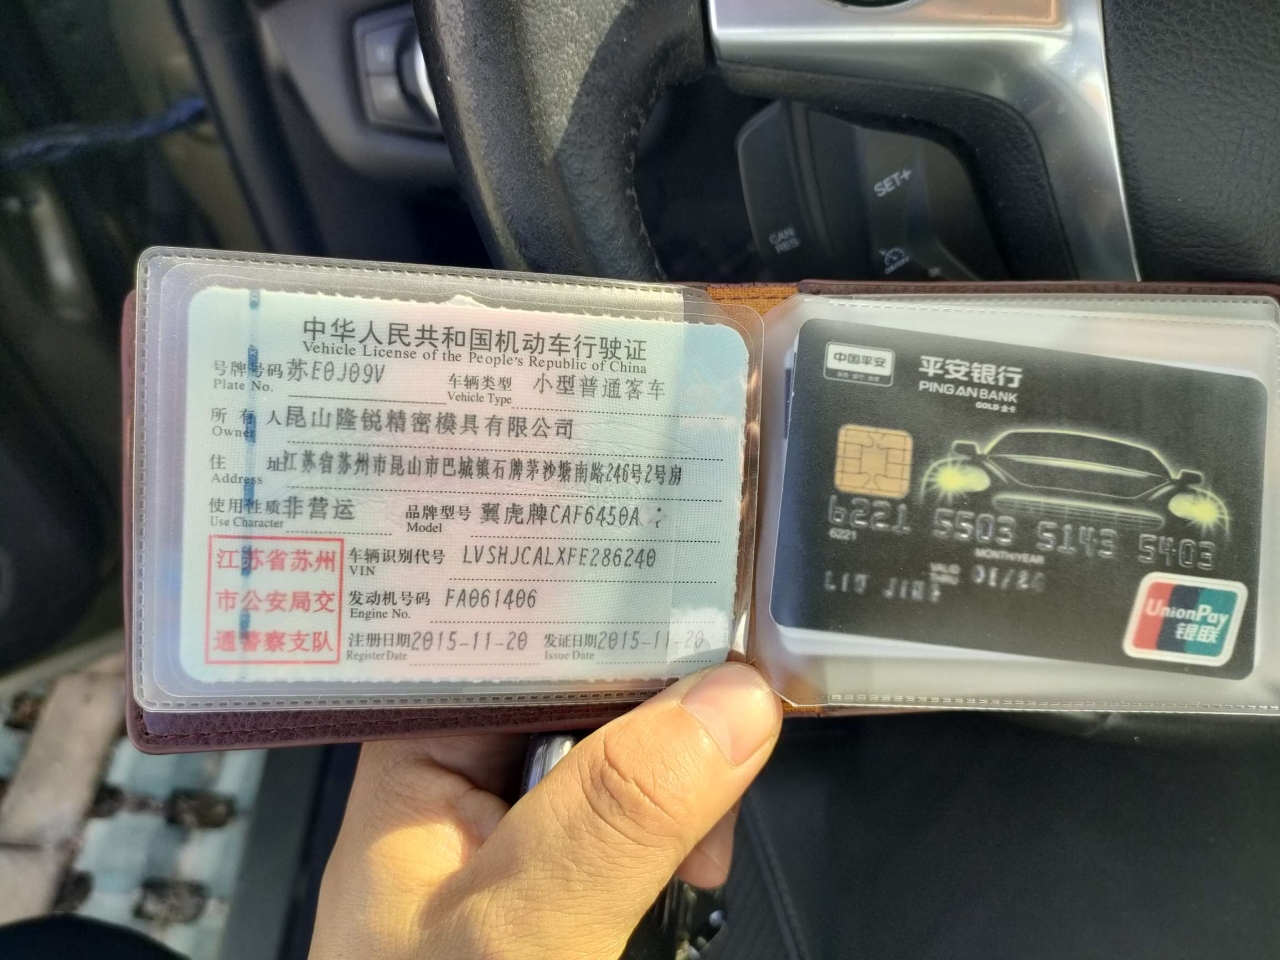 SET+
CAN
RES
中华人民共和国机动车行驶证
Vehicle License of the People's Republic of China
号牌号码 苏E0J09V 车辆类型 小型普通客车
Plate No. Vehicle Type
所有人 昆山隆锐精密模具有限公司
Owner
住址 江苏省苏州市昆山市巴城镇石牌茅沙塘南路246号2号房
Address
使用性质 非营运 品牌型号 翼虎牌CAF6450A
Use Character Model
江苏省苏州
市公安局交
通警察支队
车辆识别代号 LVSHJCALXFE286240
VIN
发动机号码 FA061406
Engine No.
注册日期 2015-11-20 发证日期 2015-11-20
Register Date Issue Date
中国平安
平安银行
PING AN BANK
GOLD 金卡
6221 5503 5143 5403
6221
MONTH/YEAR
VALID
THRU
UnionPay
银联